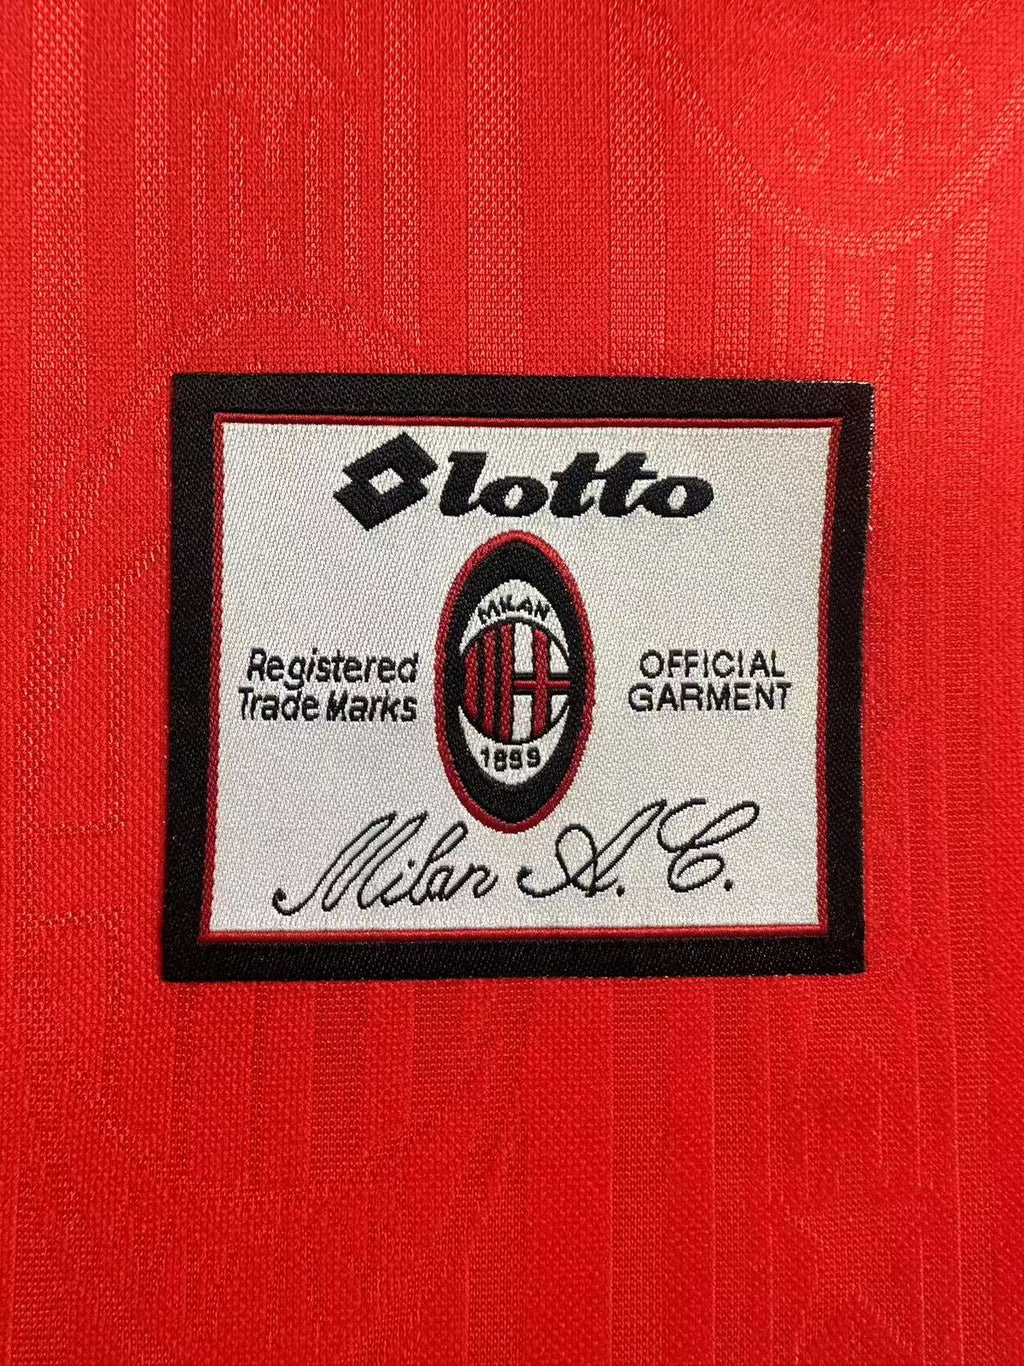 lotto
MILAN
Registered
Trade Marks
OFFICIAL
GARMENT
1899
Milan A.C.